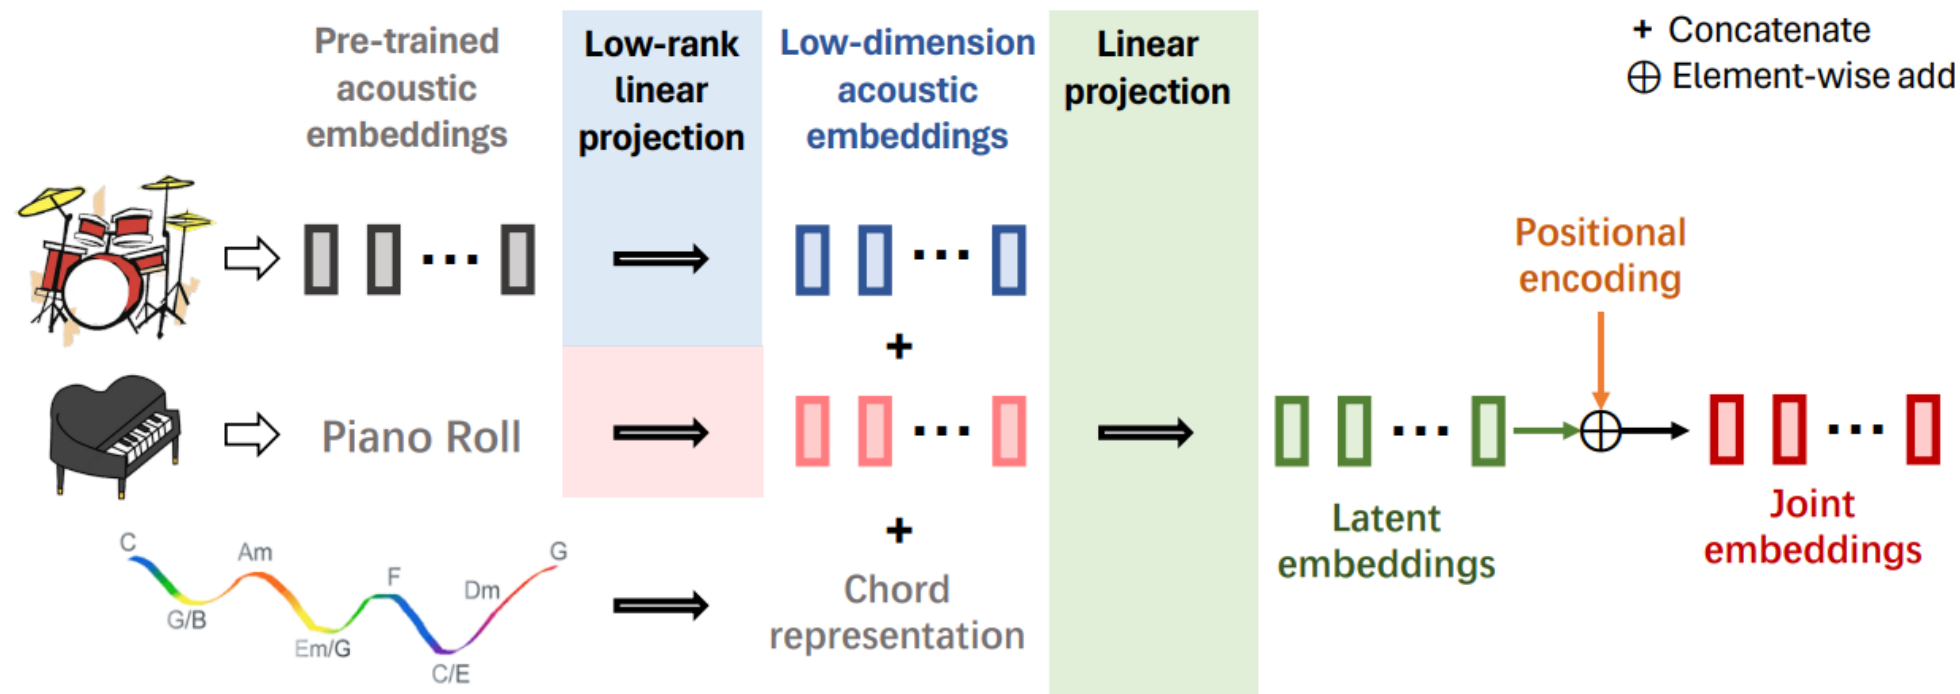 Pre-trained
acoustic
embeddings
Low-rank
linear
projection
Low-dimension
acoustic
embeddings
Linear
projection
+ Concatenate
⊕ Element-wise add
Positional
encoding
+
Piano Roll
Latent
embeddings
Joint
embeddings
+
Chord
representation
C
G/B
Am
Em/G
F
C/E
Dm
G